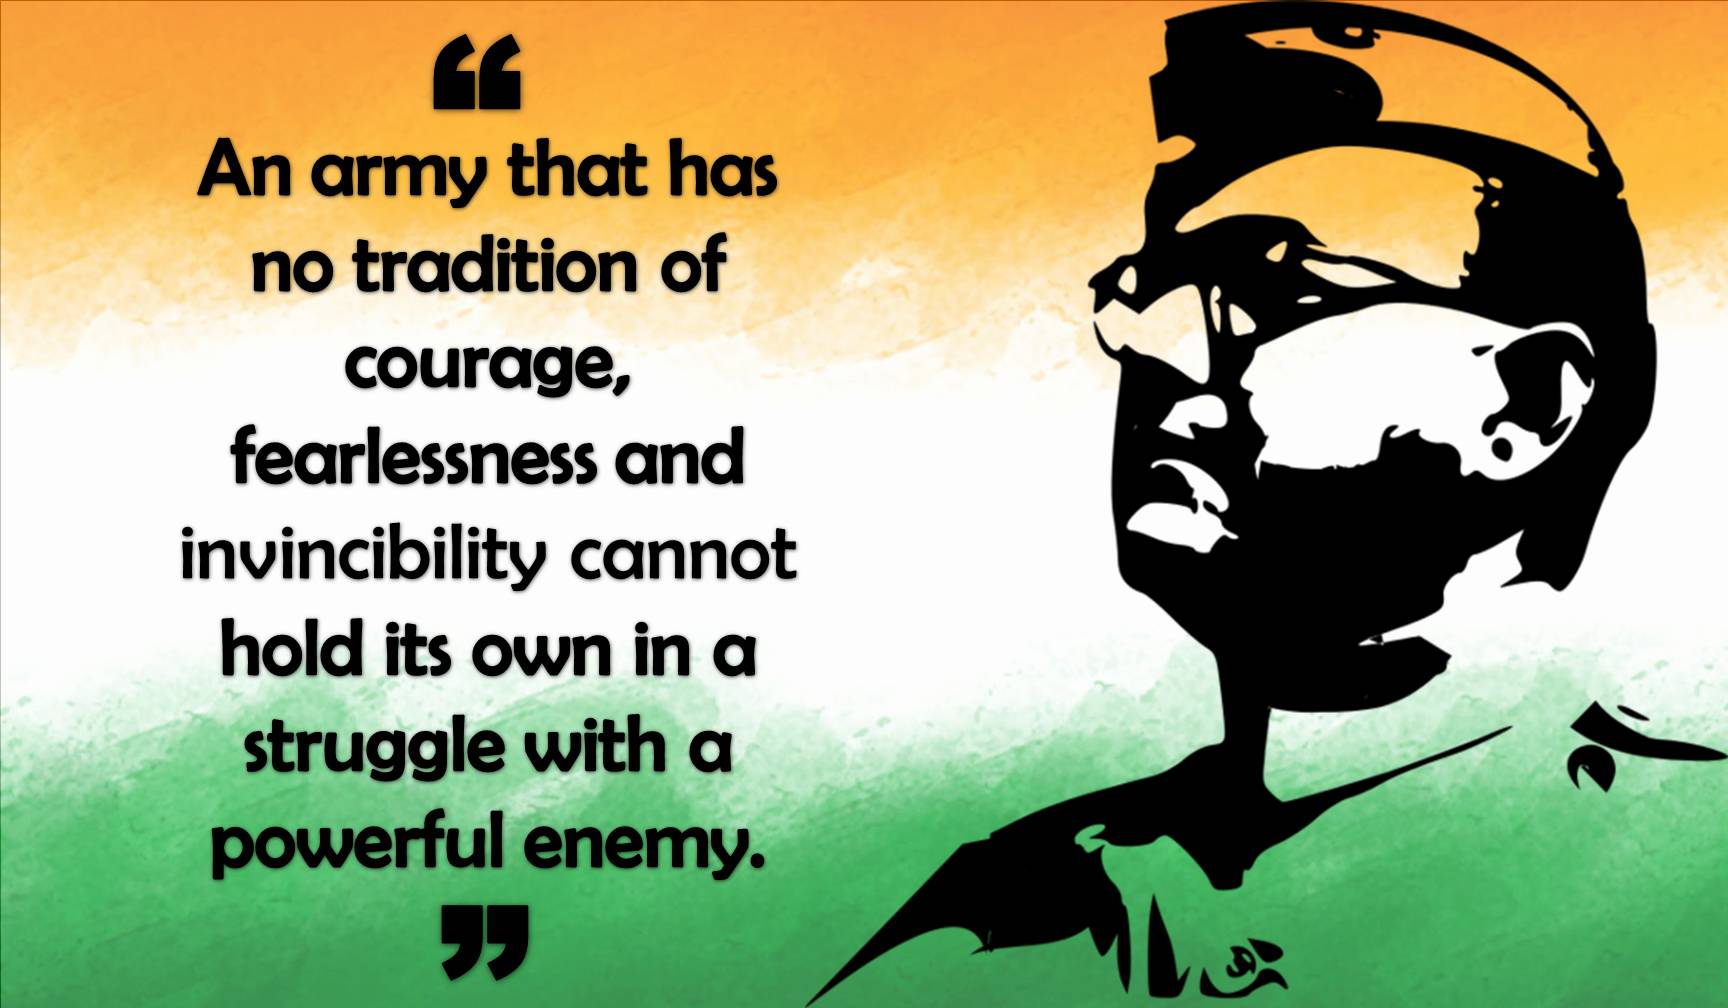 “
An army that has
no tradition of
courage,
fearlessness and
invincibility cannot
hold its own in a
struggle with a
powerful enemy.
”